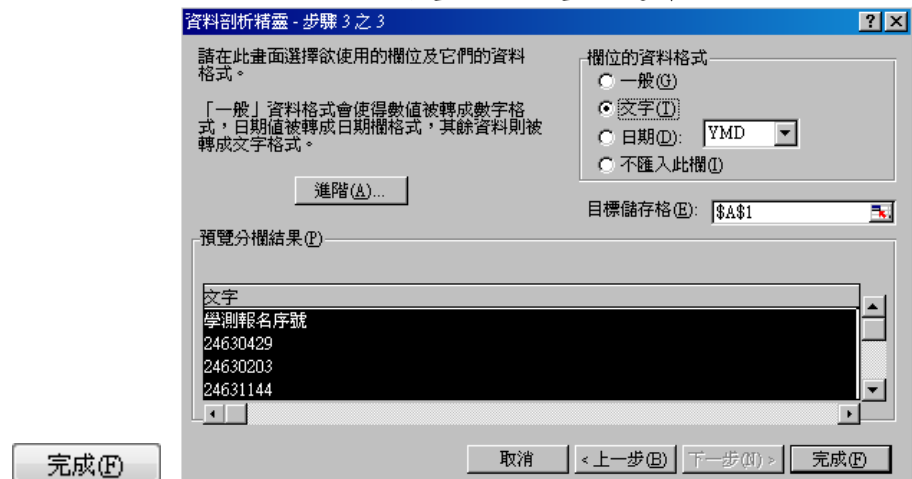 資料剖析精靈 - 步驟 3 之 3
請在此畫面選擇欲使用的欄位及它們的資料
格式。
「一般」資料格式會使得數值被轉成數字格
式，日期值被轉成日期欄格式，其餘資料則被
轉成文字格式。
進階(A)...
欄位的資料格式
一般(G)
文字(T)
日期(D): YMD
不匯入此欄(I)
目標儲存格(E): $A$1
預覽分欄結果(P)
文字
學測報名序號
24630429
24630203
24631144
取消
<上一步(B)
下一步(N)>
完成(F)
完成(F)